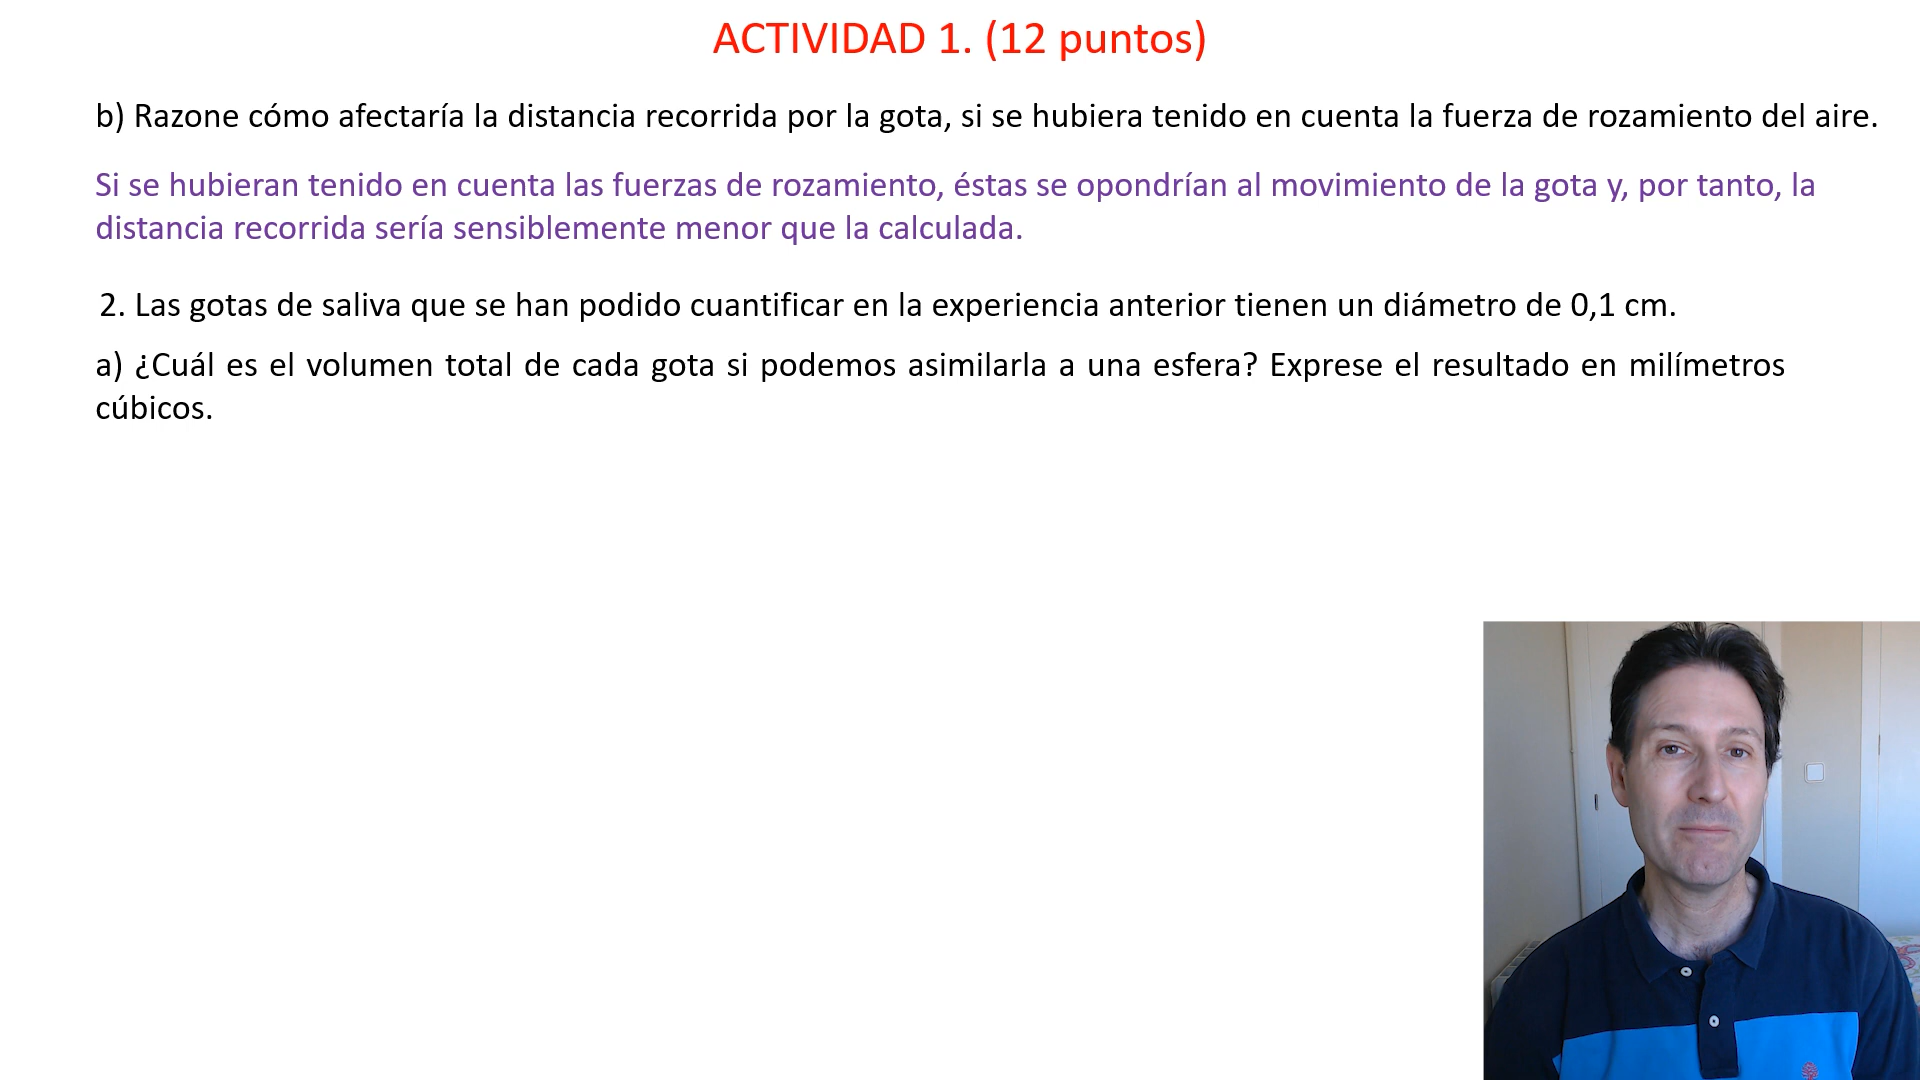 ACTIVIDAD 1. (12 puntos)
b) Razone cómo afectaría la distancia recorrida por la gota, si se hubiera tenido en cuenta la fuerza de rozamiento del aire.
Si se hubieran tenido en cuenta las fuerzas de rozamiento, éstas se opondrían al movimiento de la gota y, por tanto, la
distancia recorrida sería sensiblemente menor que la calculada.
2. Las gotas de saliva que se han podido cuantificar en la experiencia anterior tienen un diámetro de 0,1 cm.
a) ¿Cuál es el volumen total de cada gota si podemos asimilarla a una esfera? Exprese el resultado en milímetros
cúbicos.